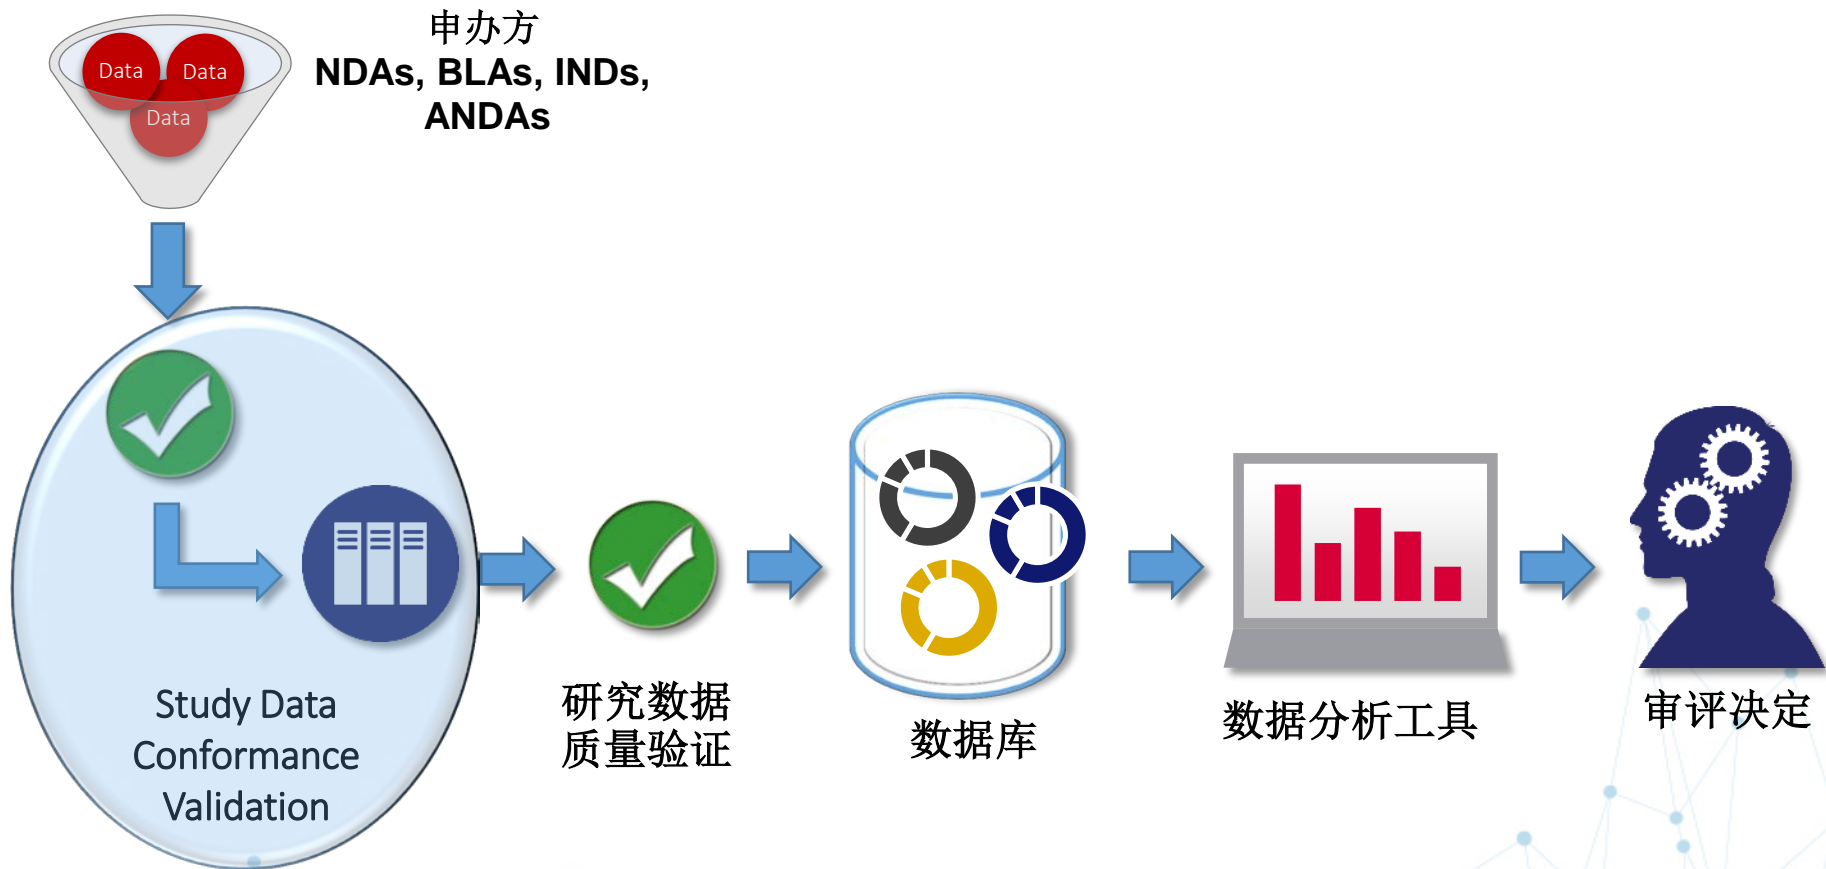 申办方
NDAs, BLAs, INDs,
ANDAs
Data
Data
Data
Study Data
Conformance
Validation
研究数据
质量验证
数据库
数据分析工具
审评决定